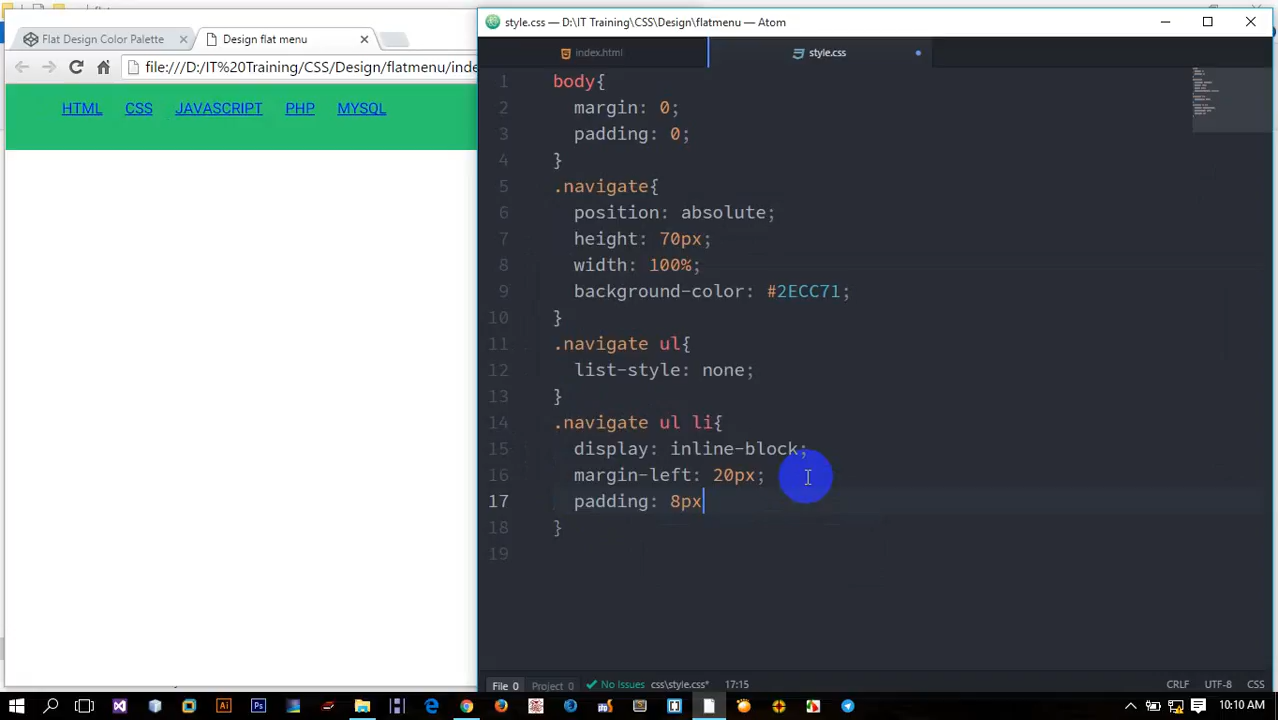 style.css — D:\IT Training\CSS\Design\flatmenu — Atom
Flat Design Color Palette
Design flat menu
file:///D:/IT%20Training/CSS/Design/flatmenu/inde
index.html
style.css
HTML CSS JAVASCRIPT PHP MYSQL
1 body{
2 margin: 0;
3 padding: 0;
4 }
5 .navigate{
6 position: absolute;
7 height: 70px;
8 width: 100%;
9 background-color: #2ECC71;
10 }
11 .navigate ul{
12 list-style: none;
13 }
14 .navigate ul li{
15 display: inline-block;
16 margin-left: 20px;
17 padding: 8px
18 }
19
File 0 Project 0 No Issues css\style.css* 17:15 CRLF UTF-8 CSS
10:10 AM